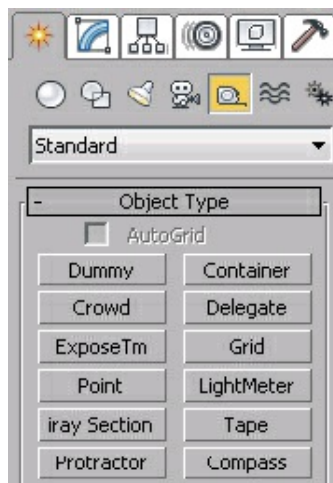 Standard
- Object Type
AutoGrid
Dummy Container
Crowd Delegate
ExposeTm Grid
Point LightMeter
iray Section Tape
Protractor Compass